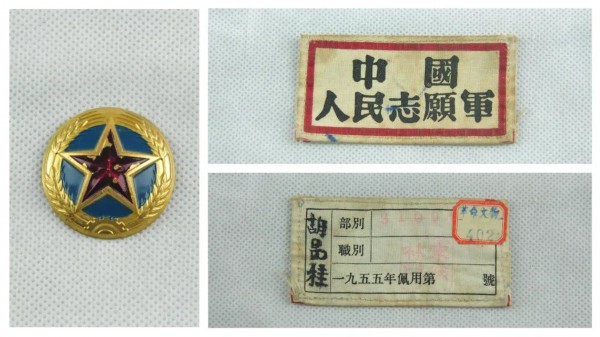 中國
人民志願軍
胡昌桂
部別
職別
一九五五年佩用第 號
革命文物